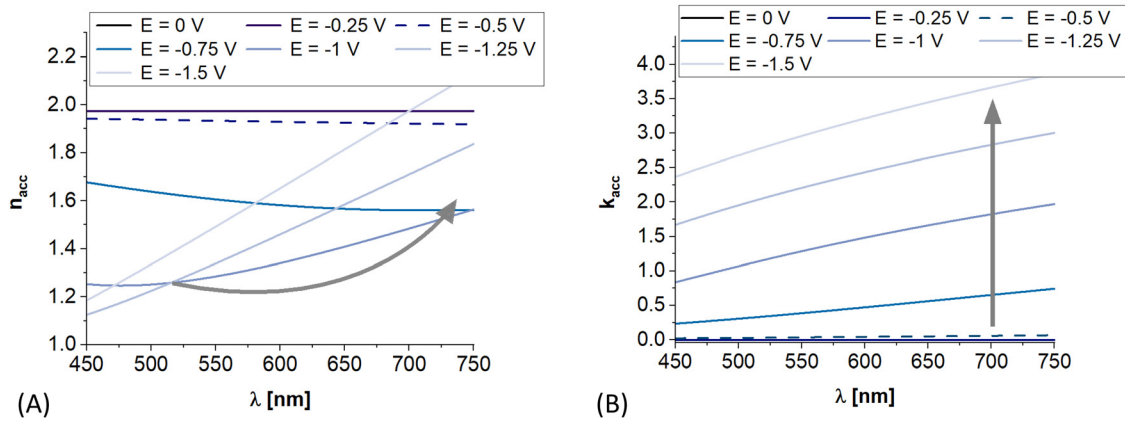 E = 0 V E = -0.25 V E = -0.5 V
E = -0.75 V E = -1 V E = -1.25 V
E = -1.5 V
2.2
2.0
1.8
1.6
1.4
1.2
1.0
n_acc
450 500 550 600 650 700 750
λ [nm]
(A)
E = 0 V E = -0.25 V E = -0.5 V
E = -0.75 V E = -1 V E = -1.25 V
E = -1.5 V
4.0
3.5
3.0
2.5
2.0
1.5
1.0
0.5
0.0
k_acc
450 500 550 600 650 700 750
λ [nm]
(B)